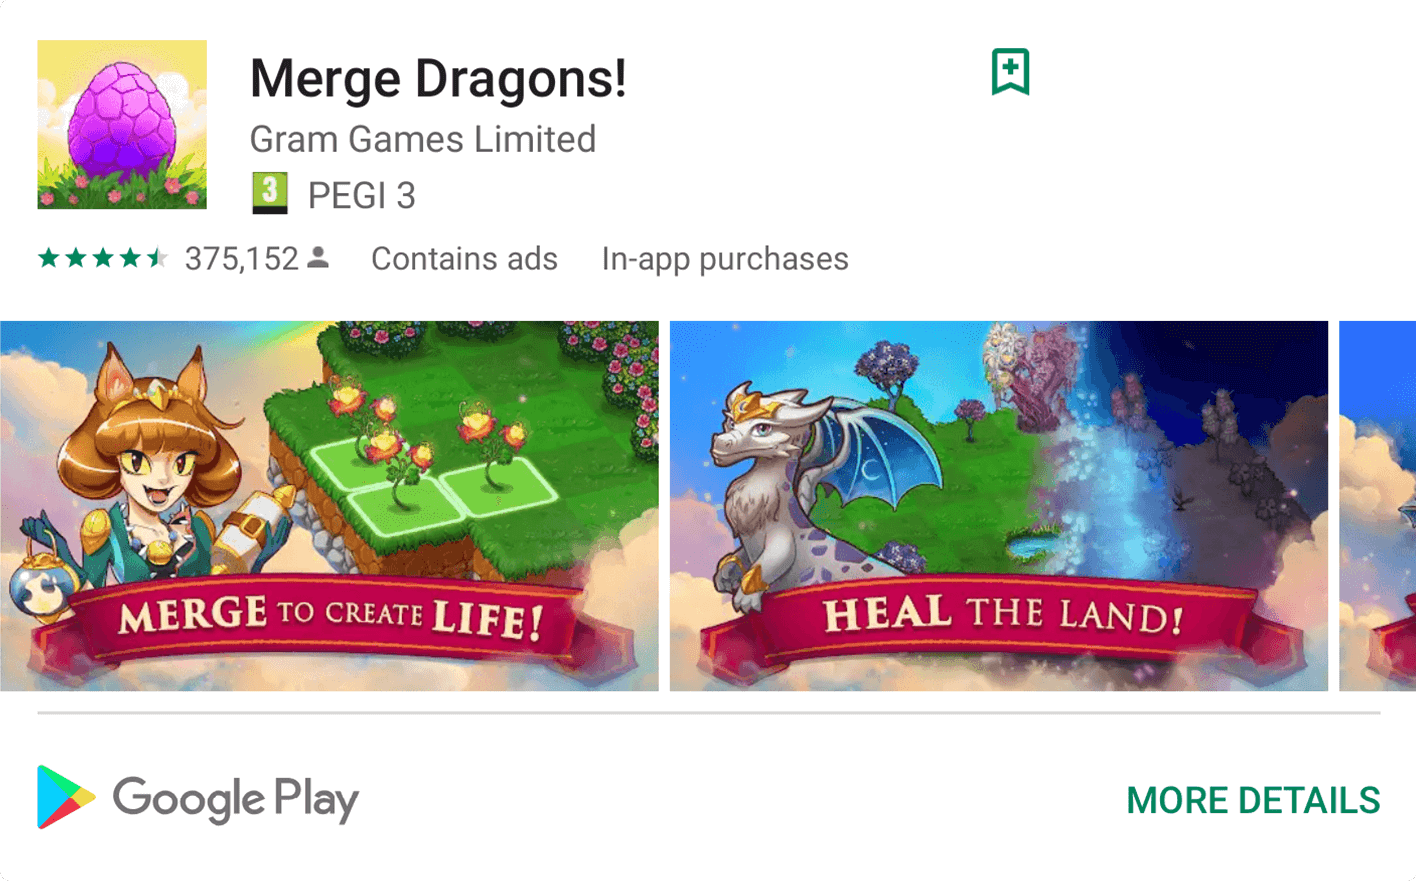 Merge Dragons!
Gram Games Limited
3 PEGI 3
375,152 Contains ads In-app purchases
MERGE TO CREATE LIFE!
HEAL THE LAND!
Google Play
MORE DETAILS